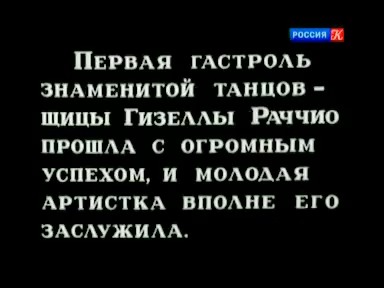 РОССИЯ К
Первая гастроль
знаменитой танцов–
щицы Гизеллы Раччио
прошла с огромным
успехом, и молодая
артистка вполне его
заслужила.